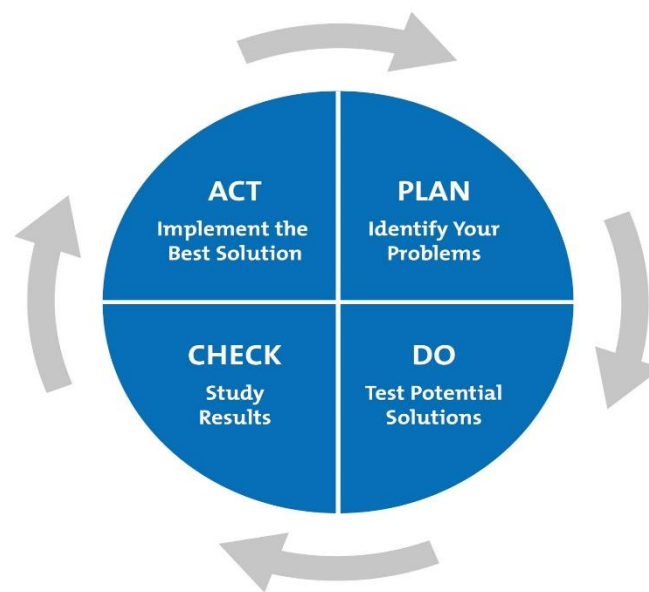 ACT
Implement the
Best Solution
PLAN
Identify Your
Problems
CHECK
Study
Results
DO
Test Potential
Solutions